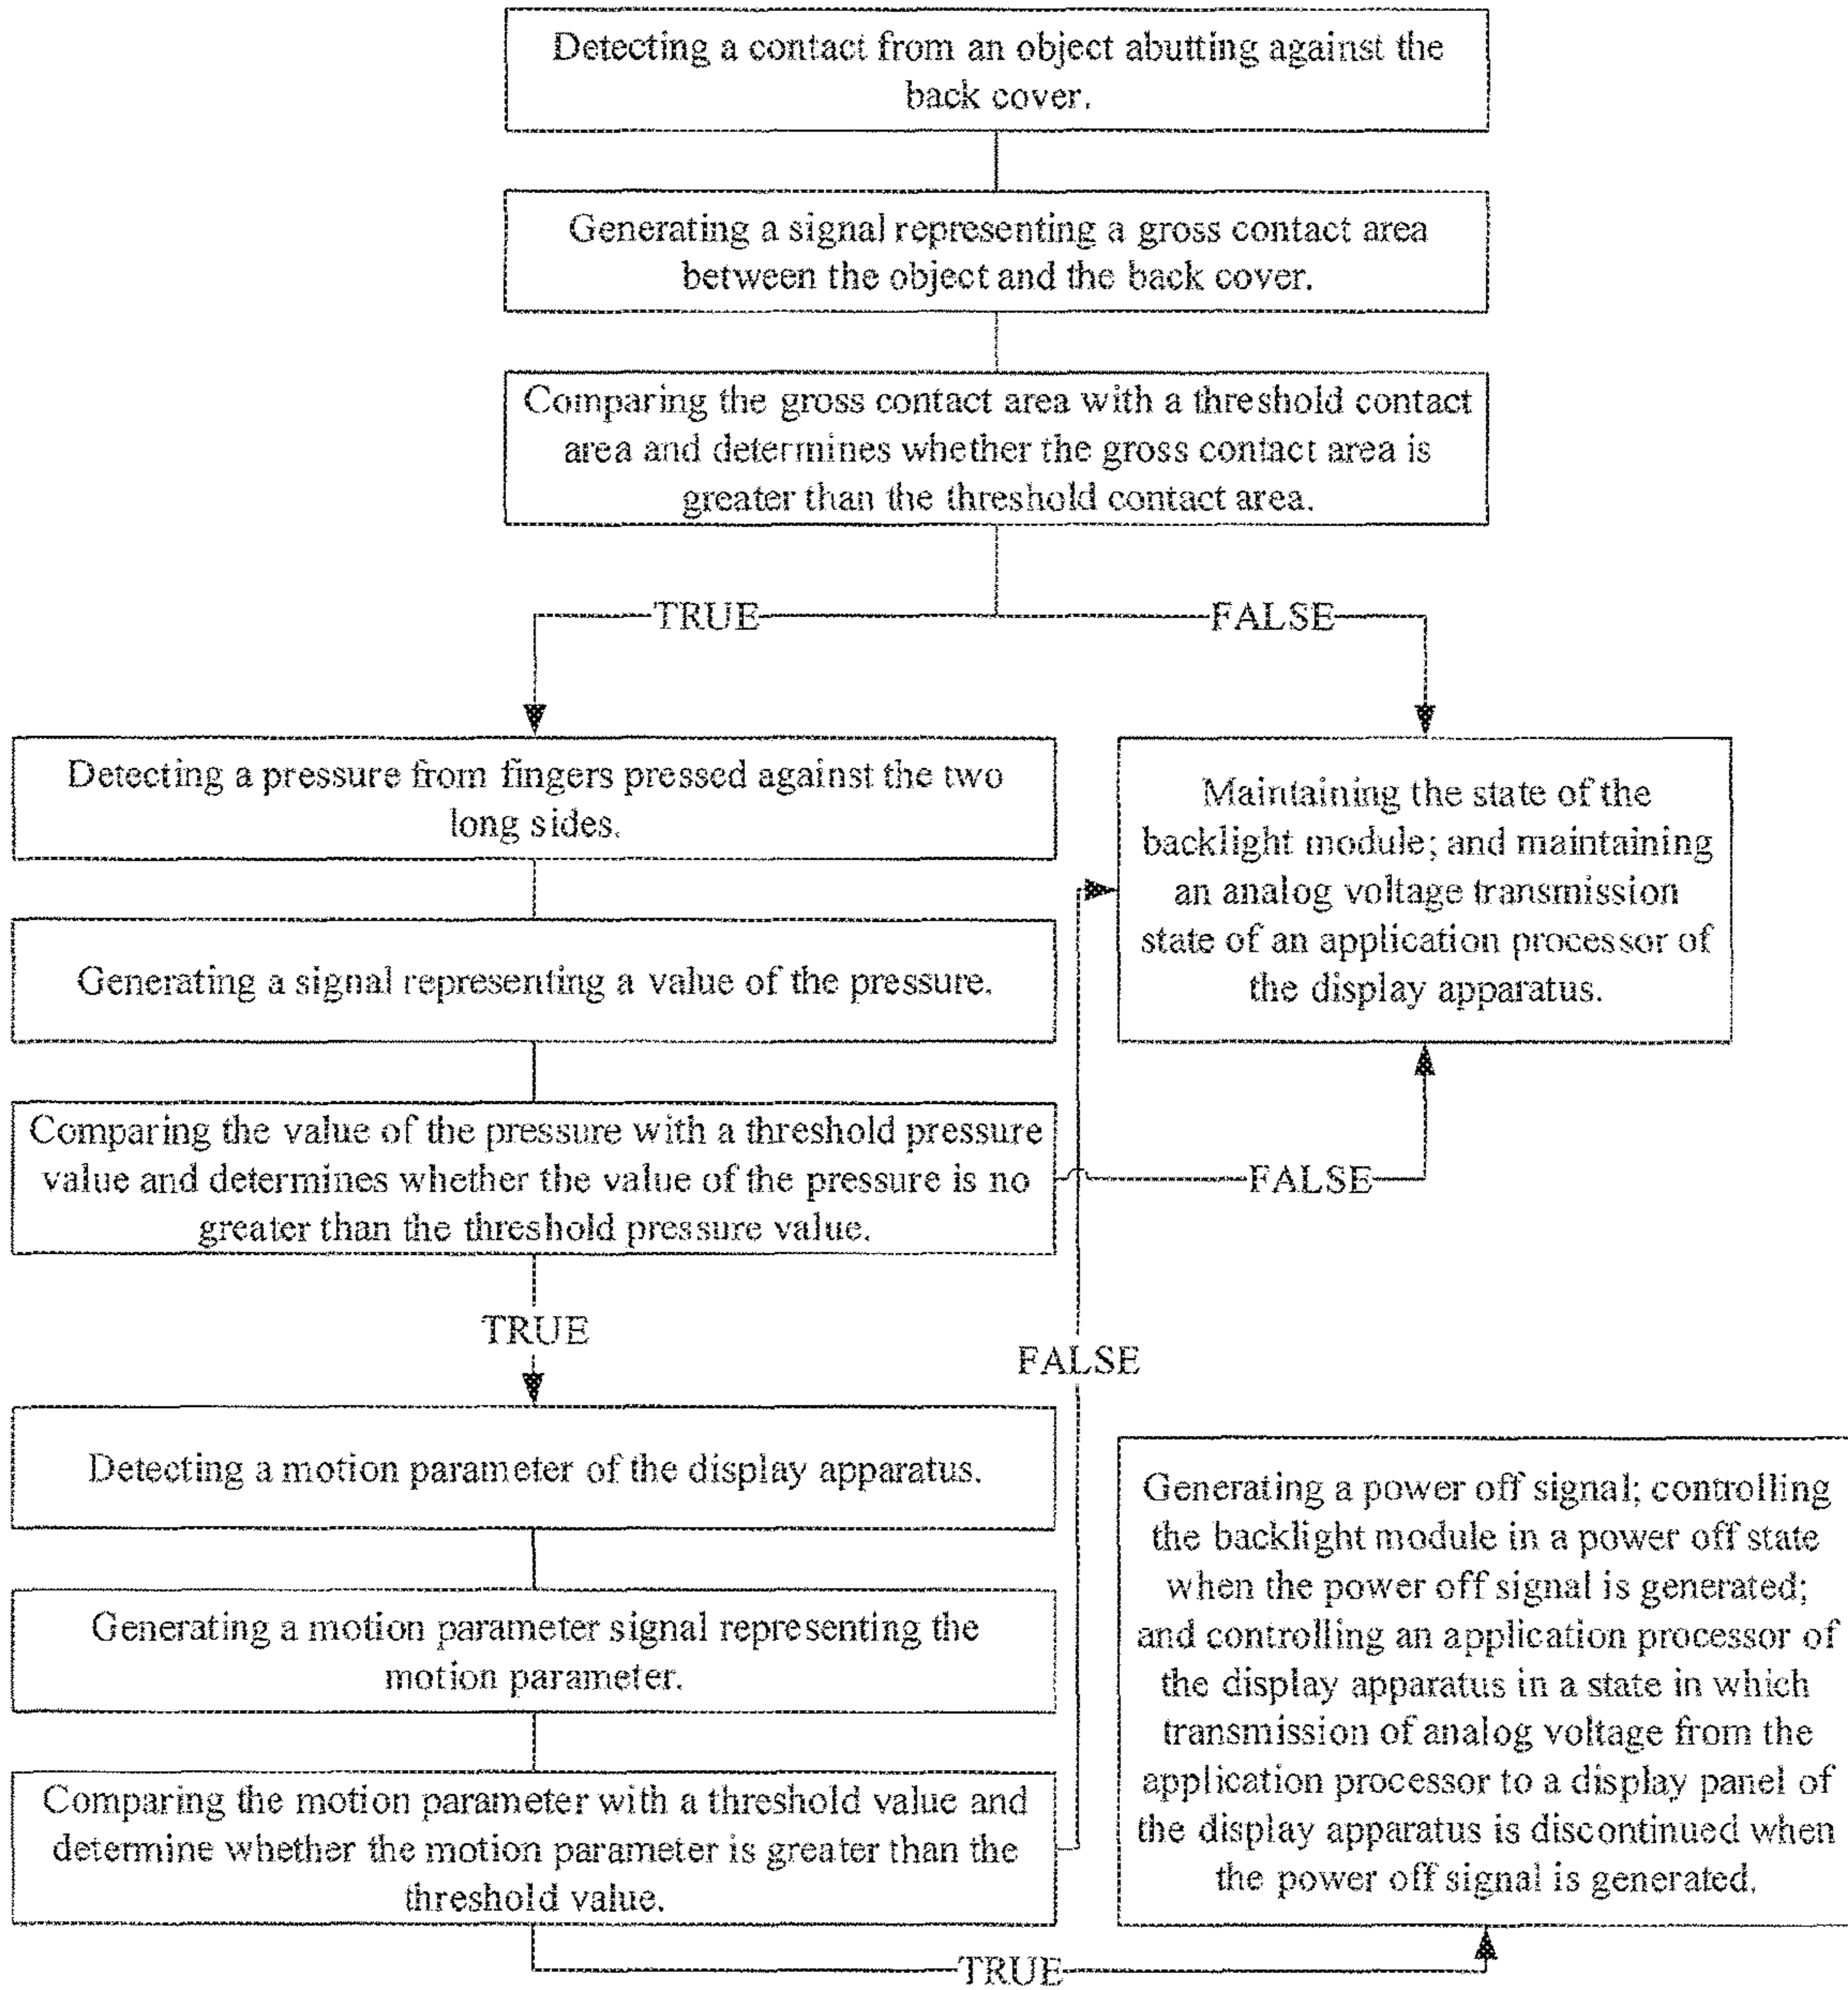 Detecting a contact from an object abutting against the
back cover.
Generating a signal representing a gross contact area
between the object and the back cover.
Comparing the gross contact area with a threshold contact
area and determines whether the gross contact area is
greater than the threshold contact area.
TRUE
FALSE
Detecting a pressure from fingers pressed against the two
long sides.
Maintaining the state of the
backlight module; and maintaining
an analog voltage transmission
state of an application processor of
the display apparatus.
Generating a signal representing a value of the pressure.
Comparing the value of the pressure with a threshold pressure
value and determines whether the value of the pressure is no
greater than the threshold pressure value.
FALSE
TRUE
FALSE
Detecting a motion parameter of the display apparatus.
Generating a motion parameter signal representing the
motion parameter.
Comparing the motion parameter with a threshold value and
determine whether the motion parameter is greater than the
threshold value.
Generating a power off signal; controlling
the backlight module in a power off state
when the power off signal is generated;
and controlling an application processor of
the display apparatus in a state in which
transmission of analog voltage from the
application processor to a display panel of
the display apparatus is discontinued when
the power off signal is generated.
TRUE